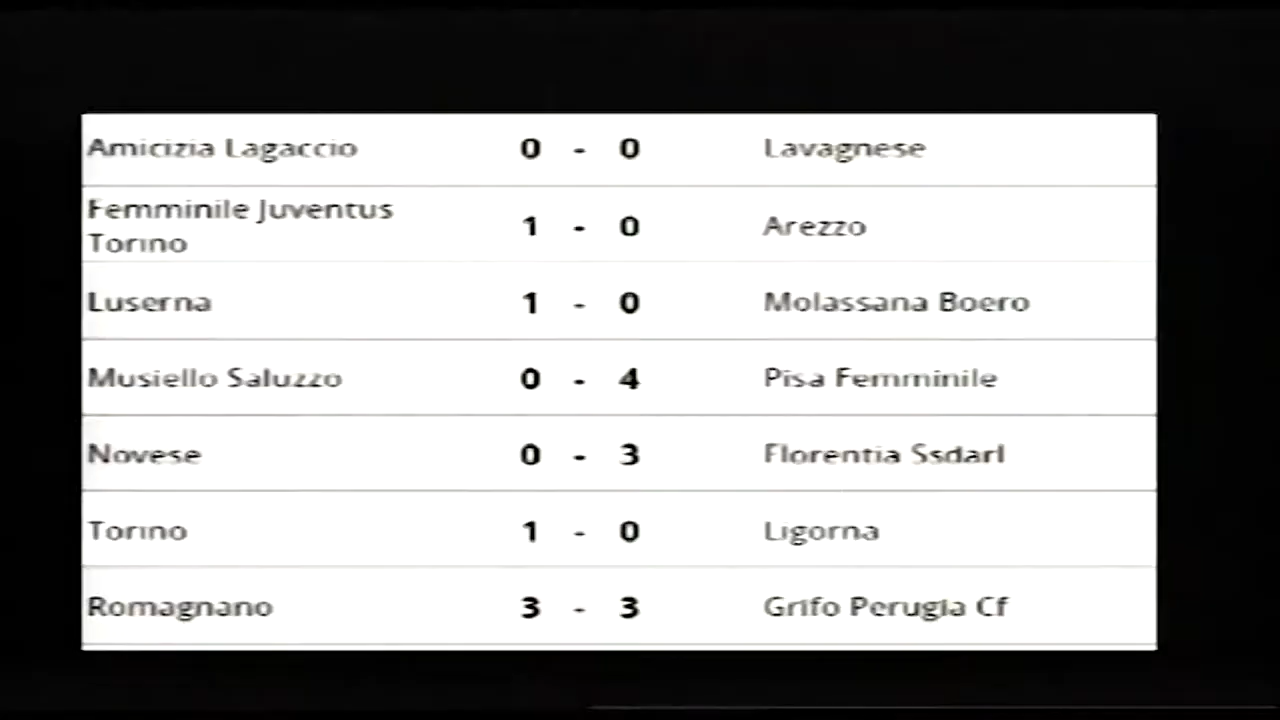 Amicizia Lagaccio 0 - 0 Lavagnese
Femminile Juventus
Torino 1 - 0 Arezzo
Luserna 1 - 0 Molassana Boero
Musiello Saluzzo 0 - 4 Pisa Femminile
Novese 0 - 3 Florentia Ssdarl
Torino 1 - 0 Ligorna
Romagnano 3 - 3 Grifo Perugia Cf